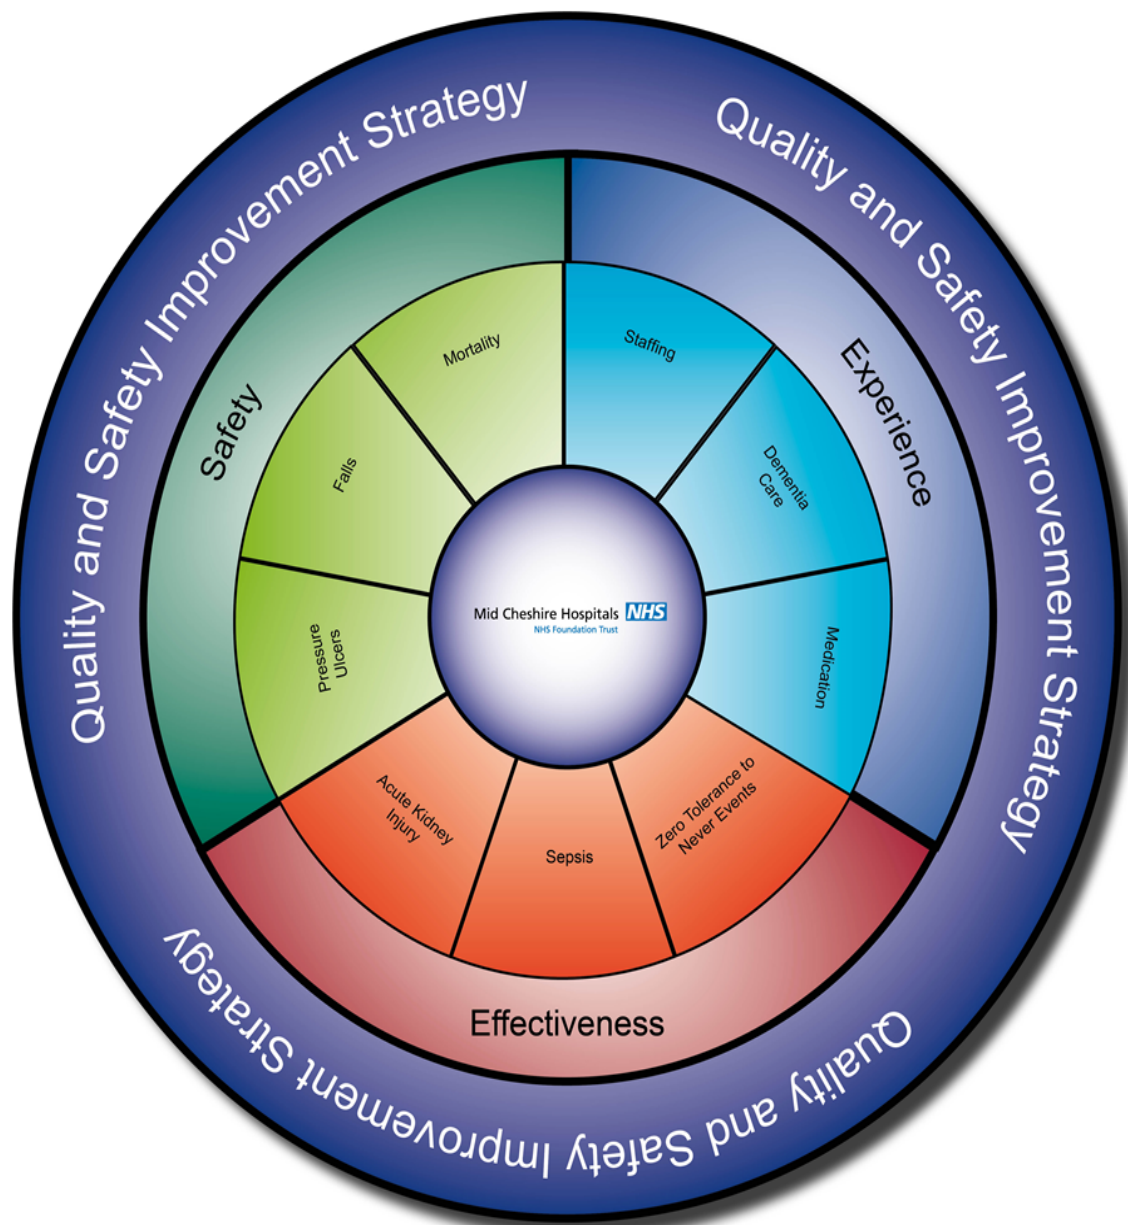 Quality and Safety Improvement Strategy
Quality and Safety Improvement Strategy
Quality and Safety Improvement Strategy
Safety
Experience
Effectiveness
Mortality
Falls
Pressure
Ulcers
Staffing
Dementia
Care
Medication
Zero Tolerance to
Never Events
Sepsis
Acute Kidney
Injury
Mid Cheshire Hospitals NHS
NHS Foundation Trust